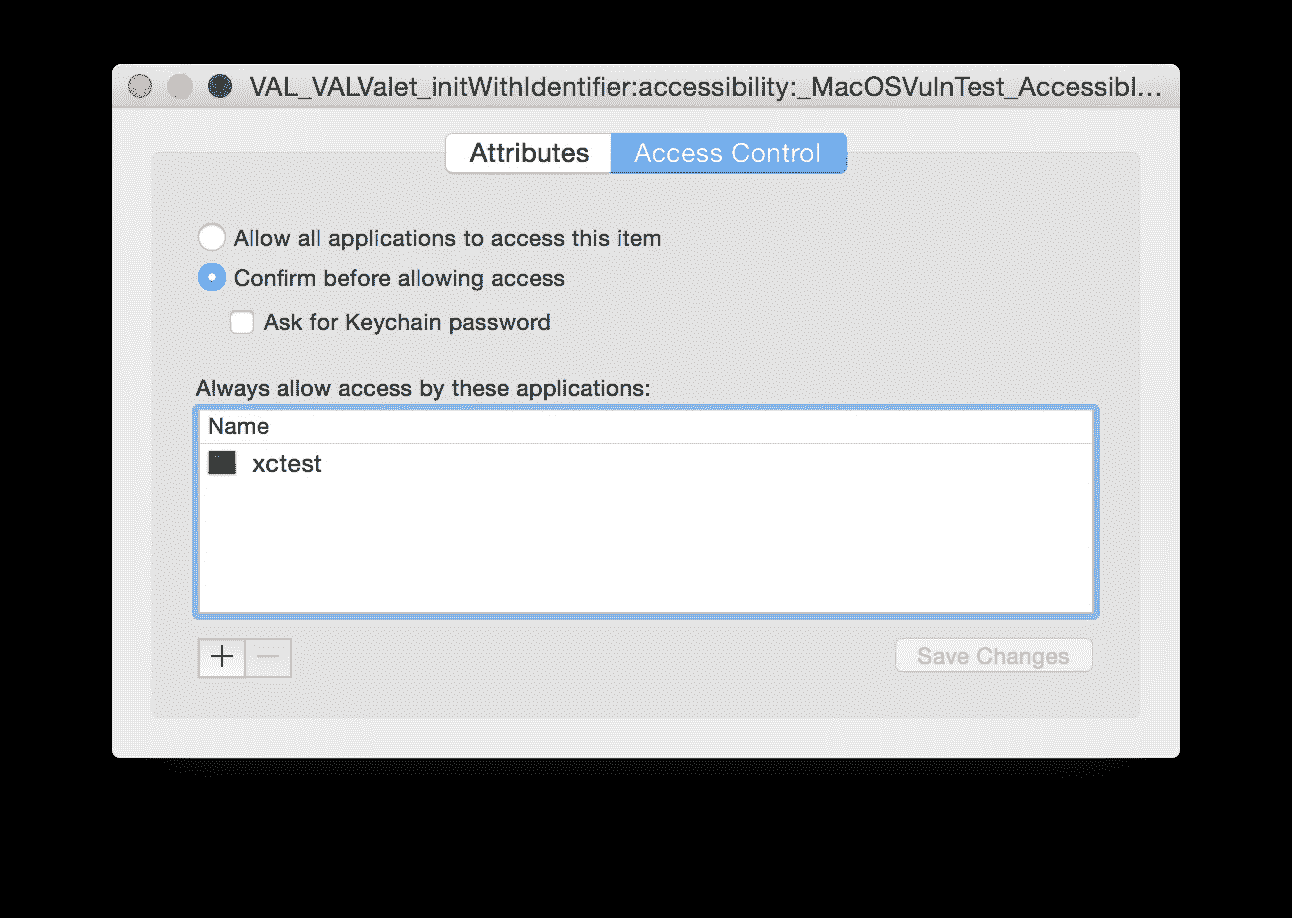 VAL_VALValet_initWithIdentifier:accessibility:_MacOSVulnTest_Accessibl...
Attributes
Access Control
Allow all applications to access this item
Confirm before allowing access
Ask for Keychain password
Always allow access by these applications:
Name
xctest
Save Changes